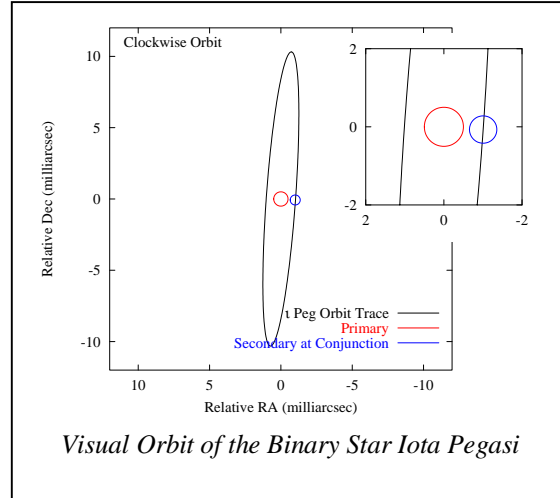 Clockwise Orbit
10
5
0
-5
-10
Relative Dec (milliarcsec)
10 5 0 -5 -10
Relative RA (milliarcsec)
2
0
-2
2 0 -2
ι Peg Orbit Trace
Primary
Secondary at Conjunction
Visual Orbit of the Binary Star Iota Pegasi